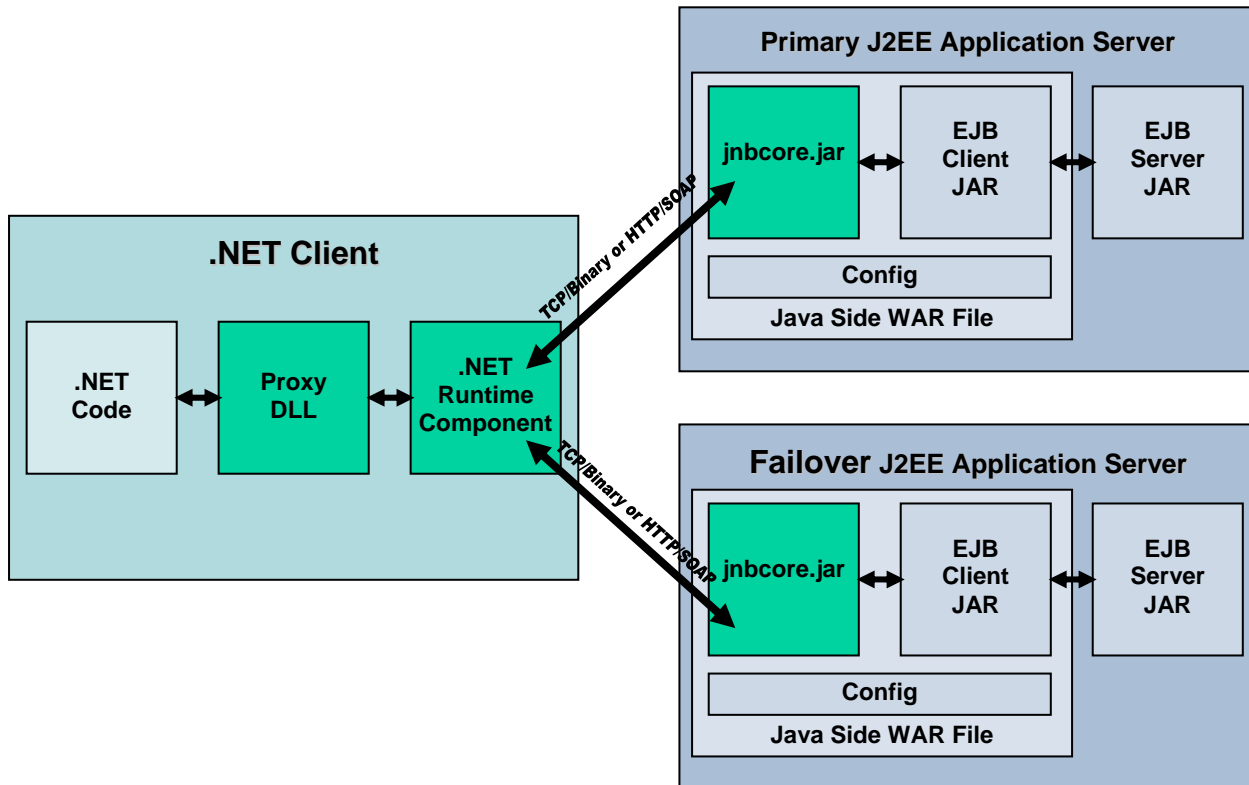 .NET Client
.NET
Code
Proxy
DLL
.NET
Runtime
Component
TCP/Binary or HTTP/SOAP
TCP/Binary or HTTP/SOAP
Primary J2EE Application Server
jnbcore.jar
EJB
Client
JAR
EJB
Server
JAR
Config
Java Side WAR File
Failover J2EE Application Server
jnbcore.jar
EJB
Client
JAR
EJB
Server
JAR
Config
Java Side WAR File